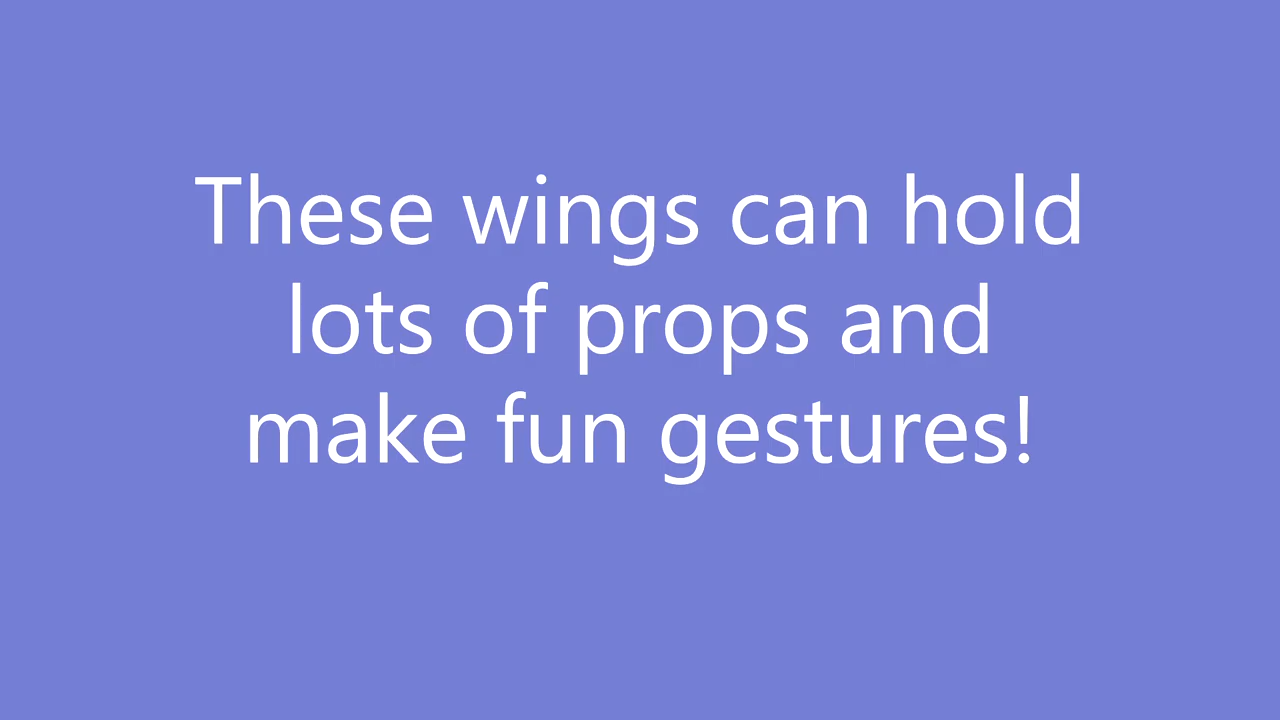 These wings can hold
lots of props and
make fun gestures!